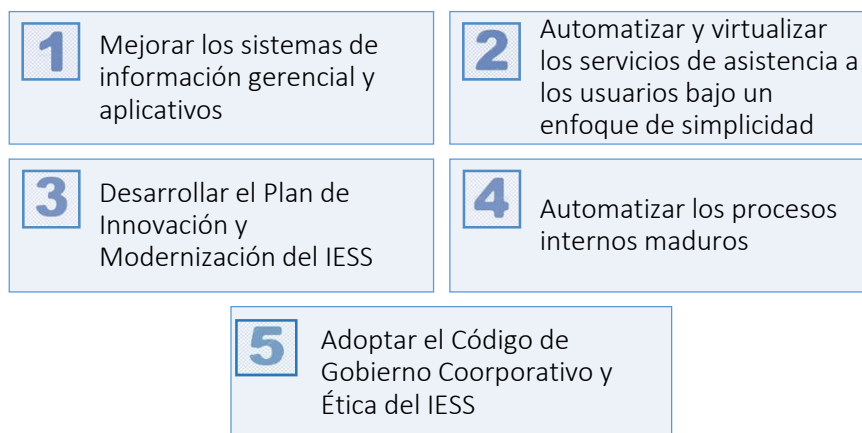 1
Mejorar los sistemas de
información gerencial y
aplicativos
2
Automatizar y virtualizar
los servicios de asistencia a
los usuarios bajo un
enfoque de simplicidad
3
Desarrollar el Plan de
Innovación y
Modernización del IESS
4
Automatizar los procesos
internos maduros
5
Adoptar el Código de
Gobierno Coorporativo y
Ética del IESS